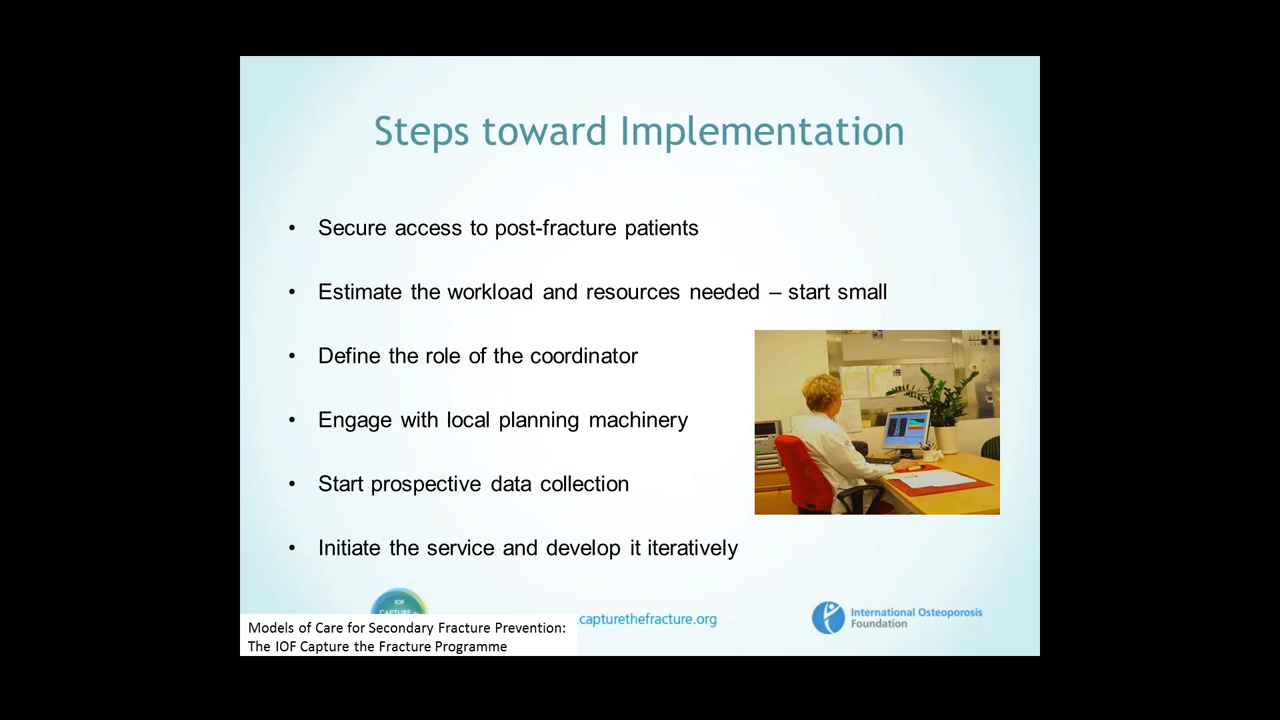 Steps toward Implementation
• Secure access to post-fracture patients
• Estimate the workload and resources needed – start small
• Define the role of the coordinator
• Engage with local planning machinery
• Start prospective data collection
• Initiate the service and develop it iteratively
IOF
CAPTURE
.capturethefracture.org
International Osteoporosis
Foundation
Models of Care for Secondary Fracture Prevention:
The IOF Capture the Fracture Programme